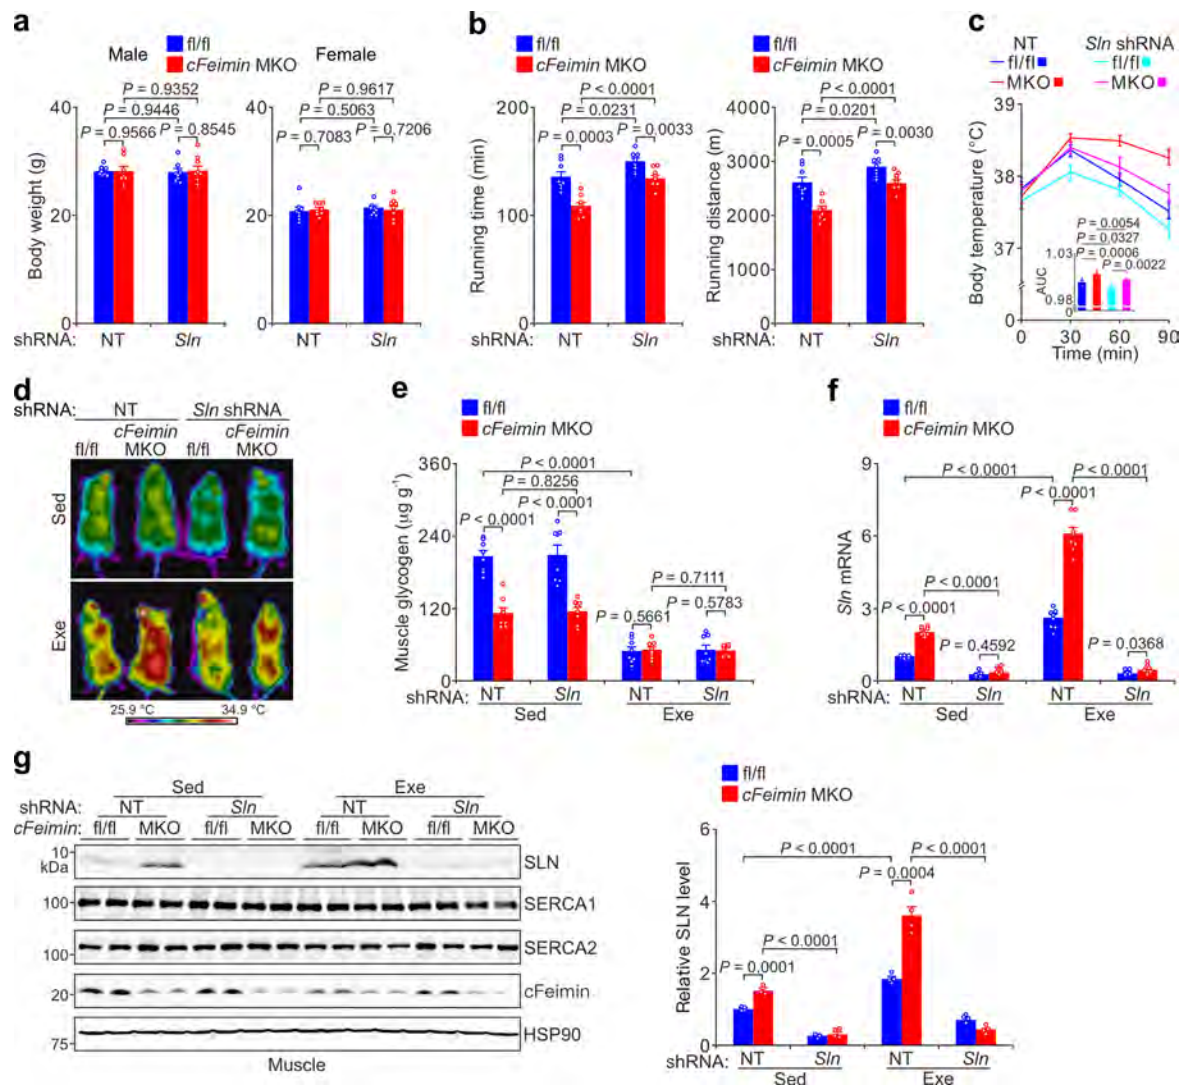 a
fl/fl
cFeimin MKO
Male
Female
P = 0.9352
P = 0.9446
P = 0.9566
P = 0.8545
P = 0.9617
P = 0.5063
P = 0.7083
P = 0.7206
Body weight (g)
40
20
0
40
20
0
shRNA:
NT
Sln
NT
Sln
b
fl/fl
cFeimin MKO
P < 0.0001
P = 0.0231
P = 0.0003
P = 0.0033
Running time (min)
200
100
0
shRNA:
NT
Sln
P < 0.0001
P = 0.0201
P = 0.0005
P = 0.0030
Running distance (m)
4000
3000
2000
1000
0
NT
Sln
c
NT
Sln shRNA
fl/fl
fl/fl
MKO
MKO
Body temperature (°C)
39
38
37
0
P = 0.0054
P = 0.0327
P = 0.0006
P = 0.0022
AUC
1.03
0.98
0
0
30
60
90
Time (min)
d
shRNA:
NT
Sln shRNA
fl/fl
cFeimin MKO
fl/fl
cFeimin MKO
Sed
Exe
25.9 °C
34.9 °C
e
fl/fl
cFeimin MKO
P < 0.0001
P = 0.8256
P < 0.0001
P < 0.0001
P = 0.7111
P = 0.5661
P = 0.5783
Muscle glycogen (µg g⁻¹)
360
240
120
0
shRNA:
NT
Sln
NT
Sln
Sed
Exe
f
fl/fl
cFeimin MKO
P < 0.0001
P < 0.0001
P < 0.0001
P < 0.0001
P < 0.0001
P = 0.4592
P = 0.0368
Sln mRNA
9
6
3
0
shRNA:
NT
Sln
NT
Sln
Sed
Exe
g
Sed
Exe
shRNA:
NT
Sln
NT
Sln
cFeimin:
fl/fl
MKO
fl/fl
MKO
fl/fl
MKO
fl/fl
MKO
10
kDa
SLN
100
SERCA1
100
SERCA2
20
cFeimin
75
HSP90
Muscle
fl/fl
cFeimin MKO
P < 0.0001
P < 0.0001
P = 0.0004
P < 0.0001
P = 0.0001
Relative SLN level
6
4
2
0
shRNA:
NT
Sln
NT
Sln
Sed
Exe